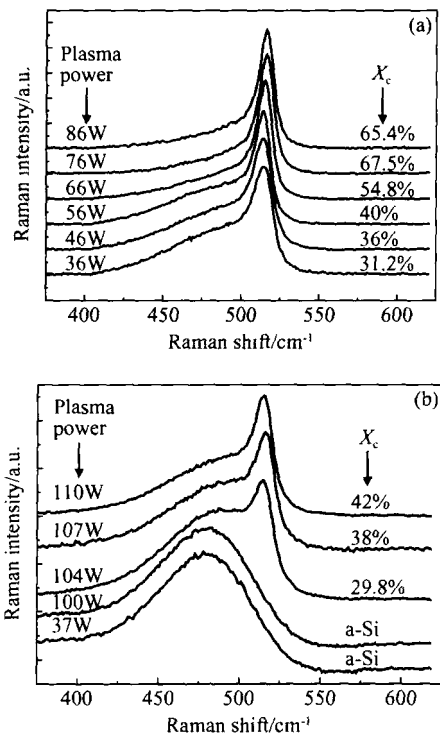 (a)
Plasma
power
X_c
86W 65.4%
76W 67.5%
66W 54.8%
56W 40%
46W 36%
36W 31.2%
400 450 500 550 600
Raman shift/cm⁻¹
Raman intensity/a.u.
(b)
Plasma
power
X_c
110W 42%
107W 38%
104W 29.8%
100W a-Si
37W a-Si
400 450 500 550 600
Raman shift/cm⁻¹
Raman intensity/a.u.